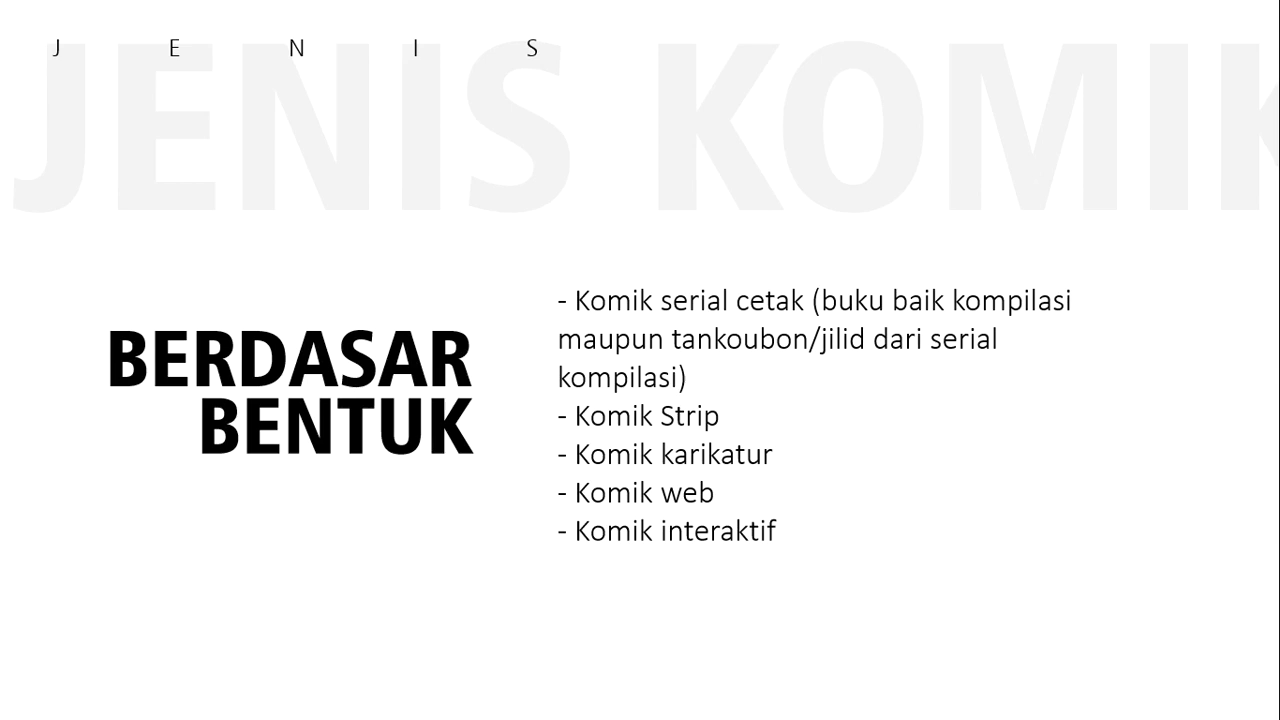 J E N I S
JENIS KOMIK
BERDASAR
BENTUK
- Komik serial cetak (buku baik kompilasi
maupun tankoubon/jilid dari serial
kompilasi)
- Komik Strip
- Komik karikatur
- Komik web
- Komik interaktif